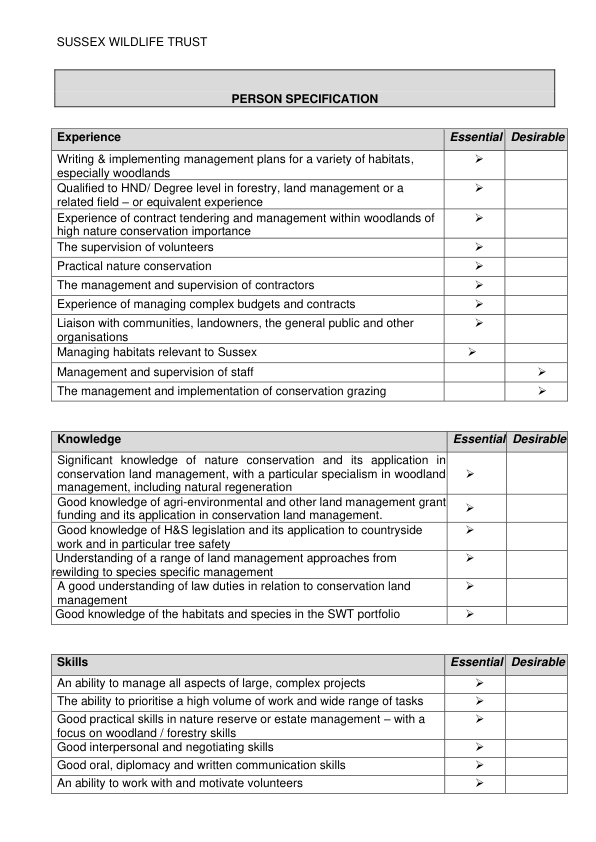 SUSSEX WILDLIFE TRUST
PERSON SPECIFICATION
Experience Essential Desirable
Writing & implementing management plans for a variety of habitats, ➢
especially woodlands
Qualified to HND/ Degree level in forestry, land management or a ➢
related field – or equivalent experience
Experience of contract tendering and management within woodlands of ➢
high nature conservation importance
The supervision of volunteers ➢
Practical nature conservation ➢
The management and supervision of contractors ➢
Experience of managing complex budgets and contracts ➢
Liaison with communities, landowners, the general public and other ➢
organisations
Managing habitats relevant to Sussex ➢
Management and supervision of staff ➢
The management and implementation of conservation grazing ➢
Knowledge Essential Desirable
Significant knowledge of nature conservation and its application in
conservation land management, with a particular specialism in woodland ➢
management, including natural regeneration
Good knowledge of agri-environmental and other land management grant ➢
funding and its application in conservation land management.
Good knowledge of H&S legislation and its application to countryside ➢
work and in particular tree safety
Understanding of a range of land management approaches from ➢
rewilding to species specific management
A good understanding of law duties in relation to conservation land ➢
management
Good knowledge of the habitats and species in the SWT portfolio ➢
Skills Essential Desirable
An ability to manage all aspects of large, complex projects ➢
The ability to prioritise a high volume of work and wide range of tasks ➢
Good practical skills in nature reserve or estate management – with a ➢
focus on woodland / forestry skills
Good interpersonal and negotiating skills ➢
Good oral, diplomacy and written communication skills ➢
An ability to work with and motivate volunteers ➢